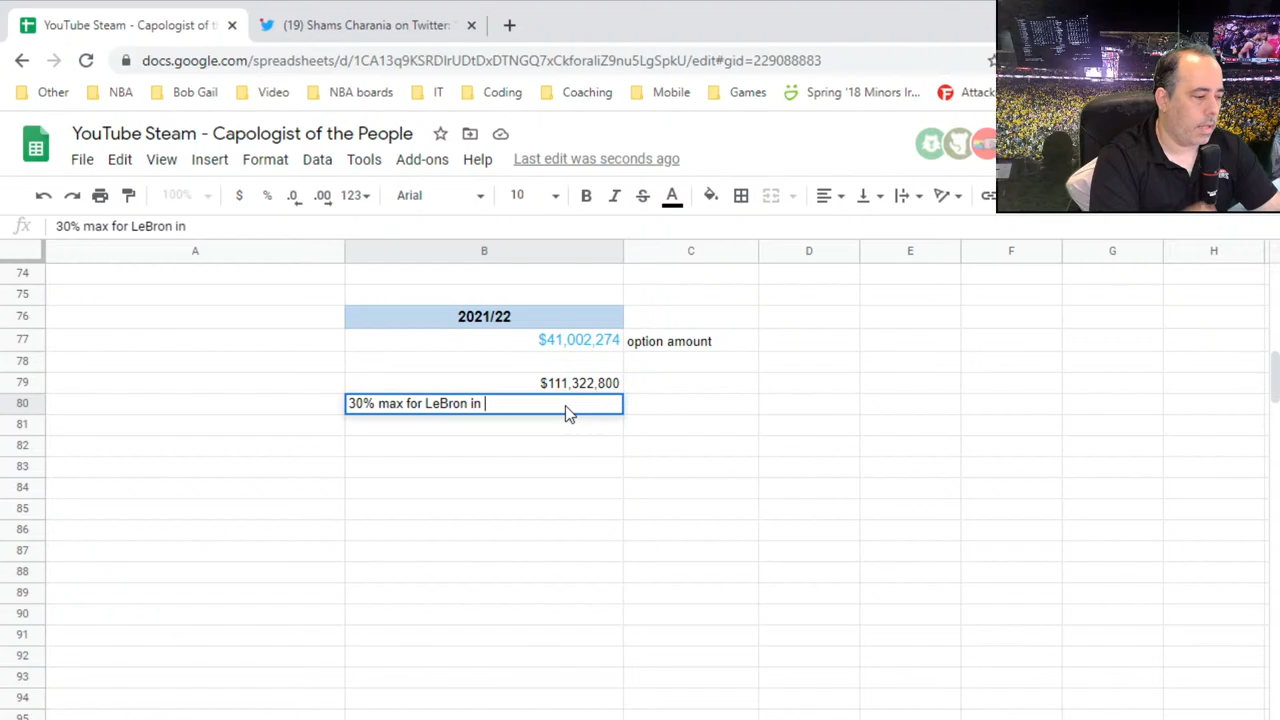 YouTube Steam - Capologist of t
(19) Shams Charania on Twitter:
docs.google.com/spreadsheets/d/1CA13q9KSRDIrUDtDxDTNGQ7xCkforaliZ9nu5LgSpkU/edit#gid=229088883
Other NBA Bob Gail Video NBA boards IT Coding Coaching Mobile Games Spring '18 Minors Ir... Attack
YouTube Steam - Capologist of the People
File Edit View Insert Format Data Tools Add-ons Help Last edit was seconds ago
100% $ % .0 .00 123 Arial 10 B I S A
fx 30% max for LeBron in
A B C D E F G H
74
75
76 2021/22
77 $41,002,274 option amount
78
79 $111,322,800
80 30% max for LeBron in
81
82
83
84
85
86
87
88
89
90
91
92
93
94
95